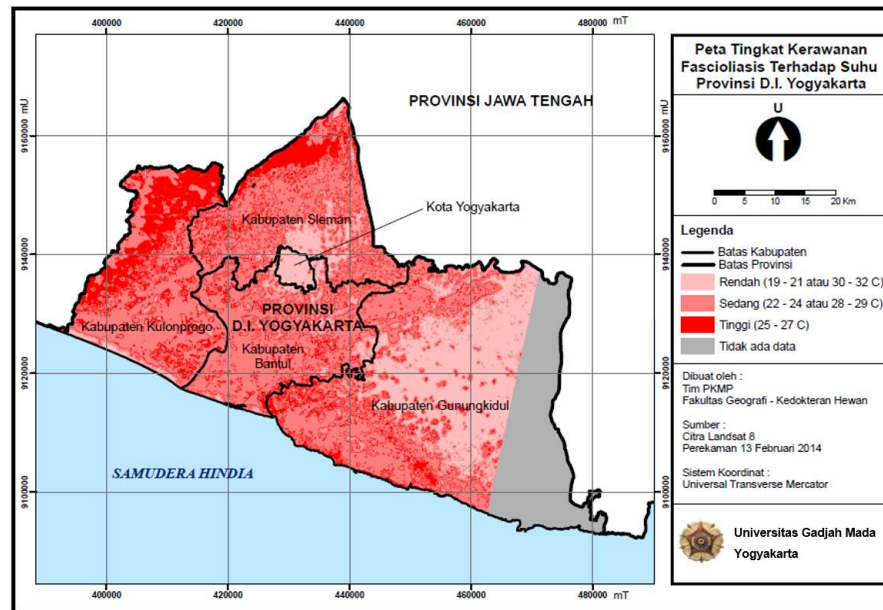 400000
420000
440000
460000
480000
mT
mU
9160000
9140000
9120000
9100000
PROVINSI JAWA TENGAH
Kabupaten Sleman
Kota Yogyakarta
PROVINSI
D.I. YOGYAKARTA
Kabupaten Kulonprogo
Kabupaten
Bantul
Kabupaten Gunungkidul
SAMUDERA HINDIA
9160000
9140000
9120000
9100000
400000
420000
440000
460000
480000
mT
Peta Tingkat Kerawanan
Fascioliasis Terhadap Suhu
Provinsi D.I. Yogyakarta
U
0 5 10 15 20 Km
Legenda
Batas Kabupaten
Batas Provinsi
Rendah (19 - 21 atau 30 - 32 C)
Sedang (22 - 24 atau 28 - 29 C)
Tinggi (25 - 27 C)
Tidak ada data
Dibuat oleh :
Tim PKMP
Fakultas Geografi - Kedokteran Hewan
Sumber :
Citra Landsat 8
Perekaman 13 Februari 2014
Sistem Koordinat :
Universal Transverse Mercator
Universitas Gadjah Mada
Yogyakarta